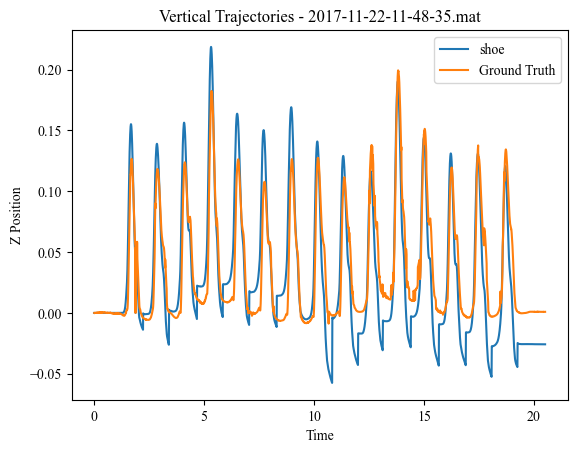 Vertical Trajectories - 2017-11-22-11-48-35.mat
shoe
Ground Truth
Z Position
0.20
0.15
0.10
0.05
0.00
−0.05
0
5
10
15
20
Time